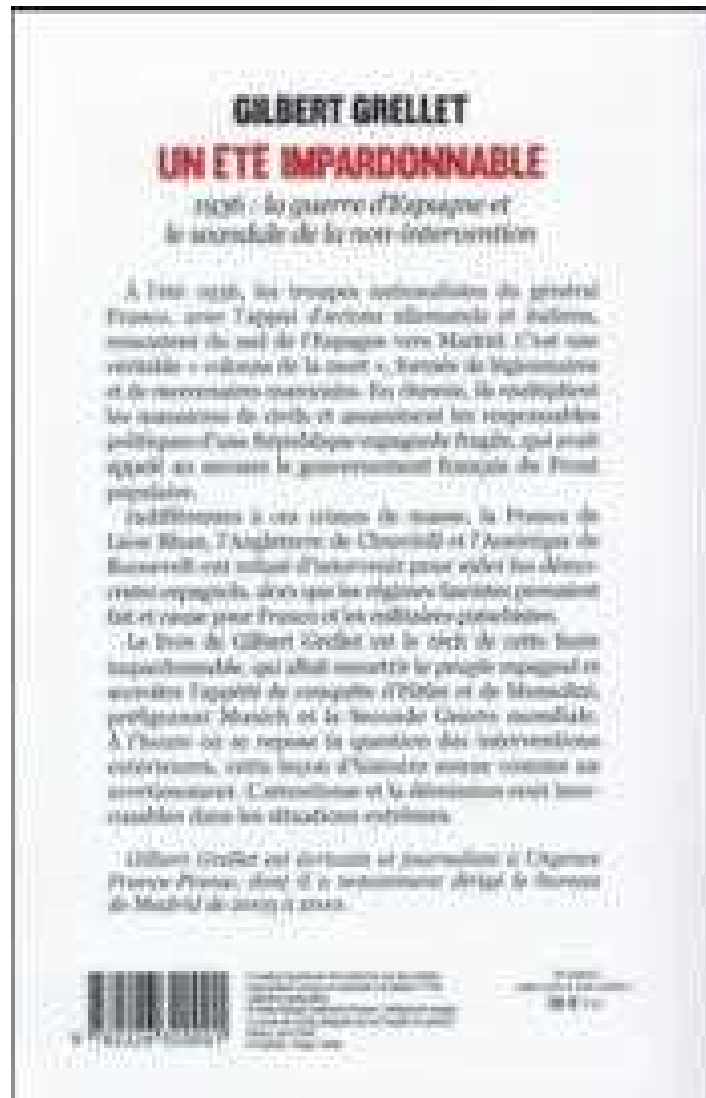 GILBERT GRELLET
UN ÉTÉ IMPARDONNABLE
1936 : la guerre d'Espagne et
le scandale de la non-intervention
À l'été 1936, les troupes nationalistes du général
Franco, avec l'appui d'avions allemands et italiens,
remontent du sud de l'Espagne vers Madrid. C'est une
véritable « colonne de la mort », formée de légionnaires
et de mercenaires marocains. En chemin, ils multiplient
les massacres de civils et assassinent les responsables
politiques d'une République espagnole fragile, qui avait
appelé au secours le gouvernement français du Front
populaire.
Indifférentes à ces crimes de masse, la France de
Léon Blum, l'Angleterre de Churchill et l'Amérique de
Roosevelt ont refusé d'intervenir pour aider les démo-
crates espagnols, alors que les régimes fascistes prenaient
fait et cause pour Franco et les militaires putschistes.
Le livre de Gilbert Grellet est le récit de cette faute
impardonnable, qui allait meurtrir le peuple espagnol et
accroître l'appétit de conquête d'Hitler et de Mussolini,
préfigurant Munich et la Seconde Guerre mondiale.
À l'heure où se repose la question des interventions
extérieures, cette leçon d'histoire sonne comme un
avertissement. L'attentisme et la démission sont inex-
cusables dans les situations extrêmes.
Gilbert Grellet est écrivain et journaliste à l'Agence
France-Presse, dont il a notamment dirigé le bureau
de Madrid de 2005 à